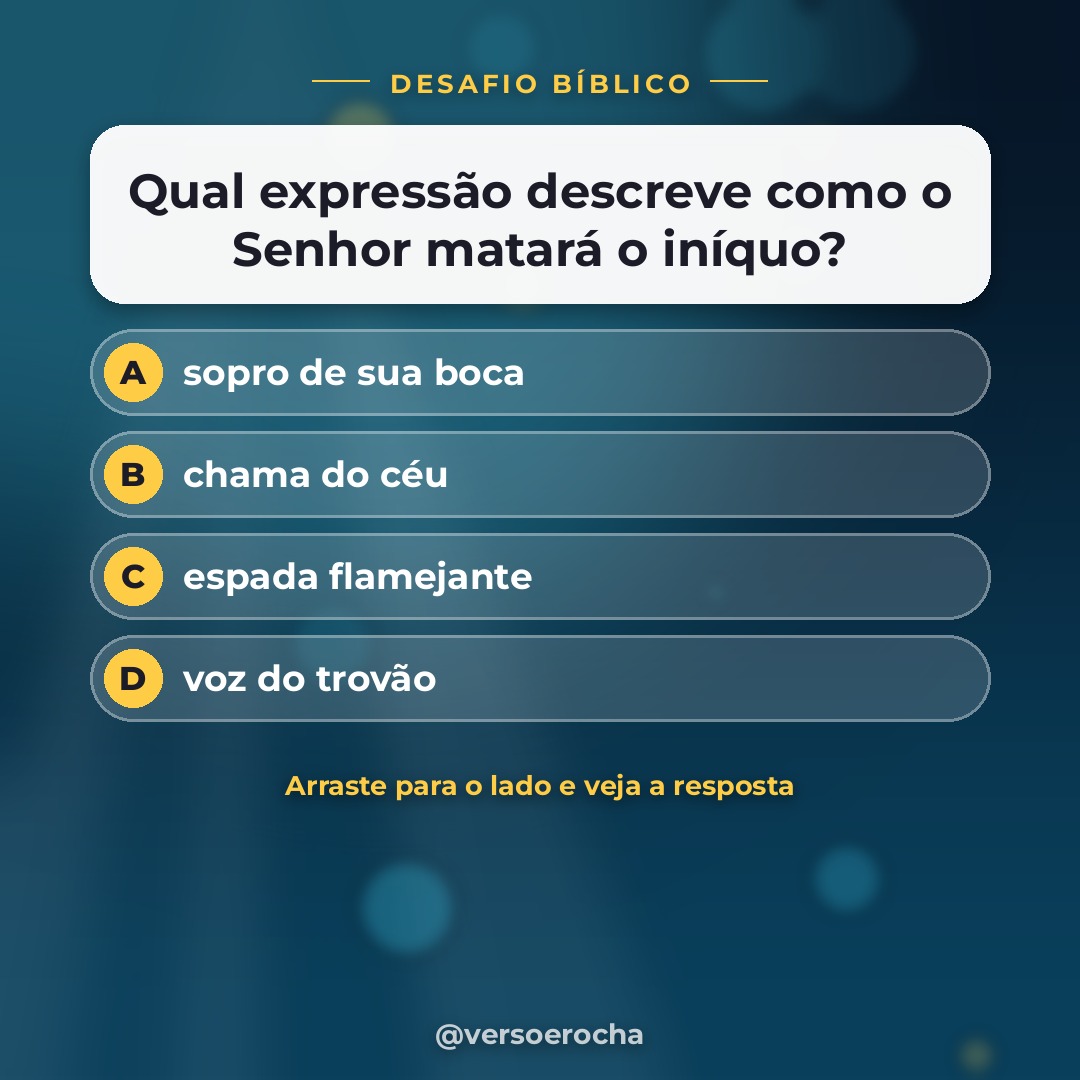 DESAFIO BÍBLICO
Qual expressão descreve como o
Senhor matará o iníquo?
A sopro de sua boca
B chama do céu
C espada flamejante
D voz do trovão
Arraste para o lado e veja a resposta
@versoerocha